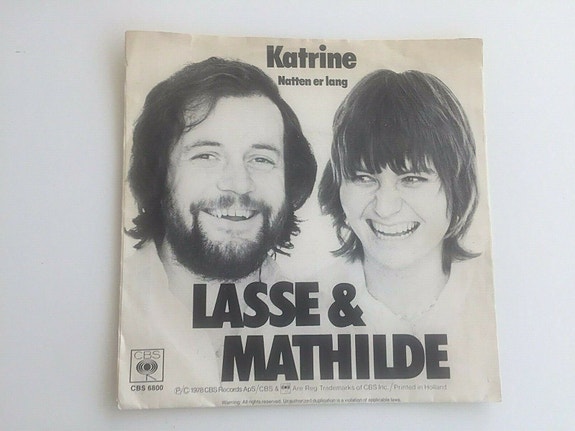 Katrine
Natten er lang
LASSE &
MATHILDE
CBS
CBS 6800
Ⓟ/© 1978 CBS Records ApS/CBS & Are Reg. Trademarks of CBS Inc./Printed in Holland
Warning: All rights reserved. Unauthorized duplication is a violation of applicable laws.